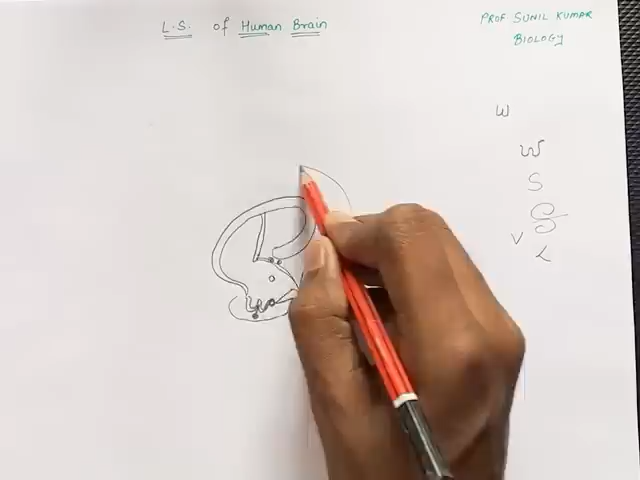 L.S. of Human Brain
PROF SUNIL KUMAR
BIOLOGY
W
W
S
V
L